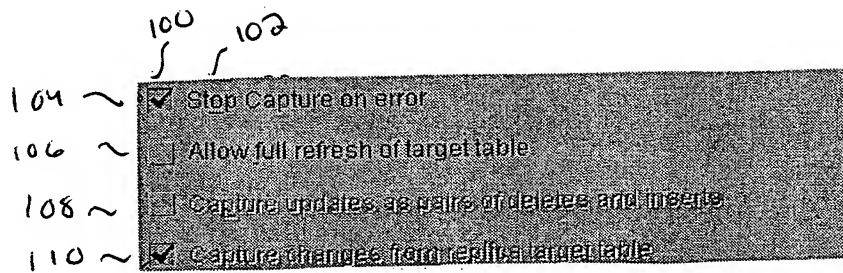 100
102
104 Stop Capture on error
106 Allow full refresh of target table
108 Capture updates as pairs of deletes and inserts
110 Capture changes from replica target table